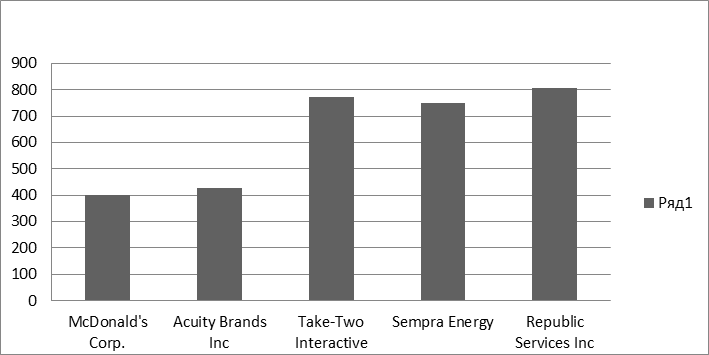 900
800
700
600
500
400
300
200
100
0
McDonald's
Corp.
Acuity Brands
Inc
Take-Two
Interactive
Sempra Energy
Republic
Services Inc
Ряд1